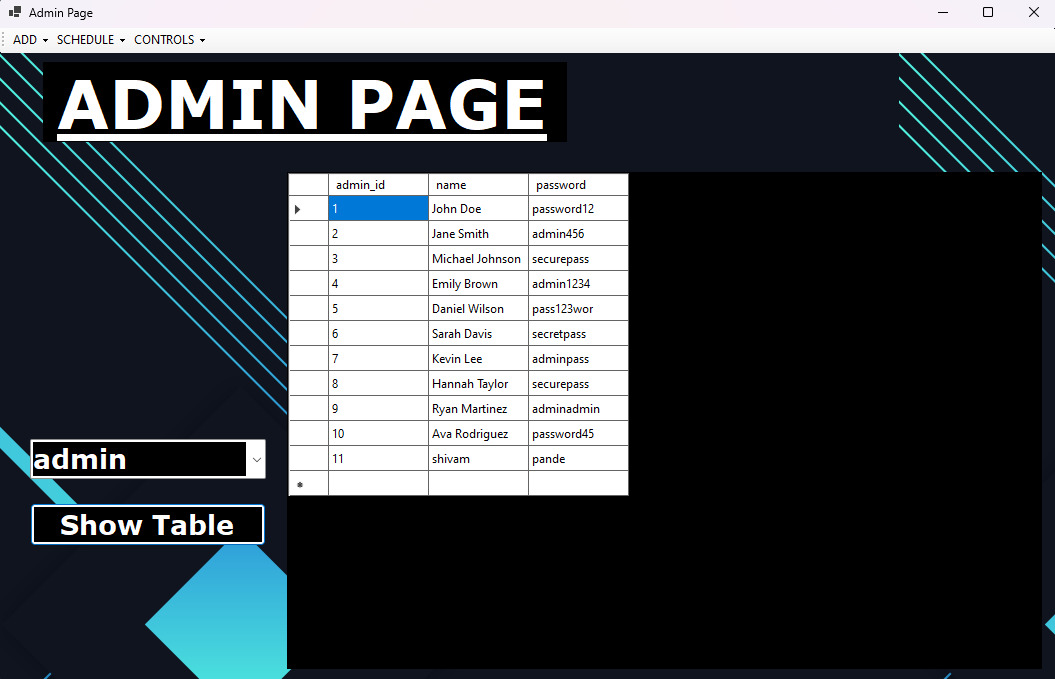 Admin Page
ADD SCHEDULE CONTROLS
ADMIN PAGE
admin_id name password
1 John Doe password12
2 Jane Smith admin456
3 Michael Johnson securepass
4 Emily Brown admin1234
5 Daniel Wilson pass123wor
6 Sarah Davis secretpass
7 Kevin Lee adminpass
8 Hannah Taylor securepass
9 Ryan Martinez adminadmin
10 Ava Rodriguez password45
11 shivam pande
admin
Show Table